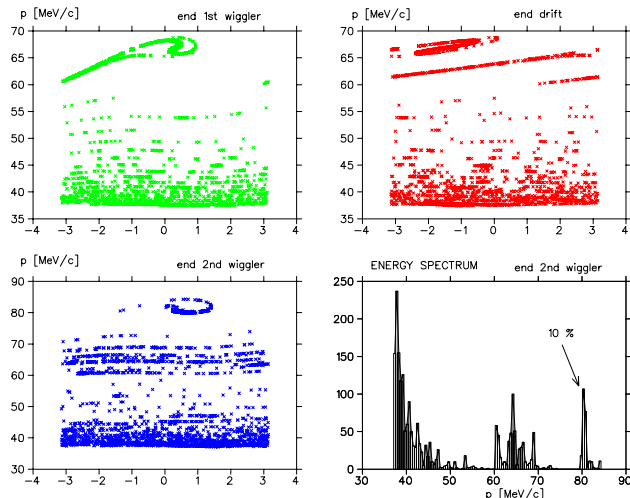 p [MeV/c]
end 1st wiggler
70
65
60
55
50
45
40
35
−4 −3 −2 −1 0 1 2 3 4
p [MeV/c]
end drift
70
65
60
55
50
45
40
35
−4 −3 −2 −1 0 1 2 3 4
p [MeV/c]
end 2nd wiggler
90
80
70
60
50
40
30
−4 −3 −2 −1 0 1 2 3 4
ENERGY SPECTRUM
end 2nd wiggler
250
200
150
100
50
0
10 %
30 40 50 60 70 80 90
p [MeV/c]